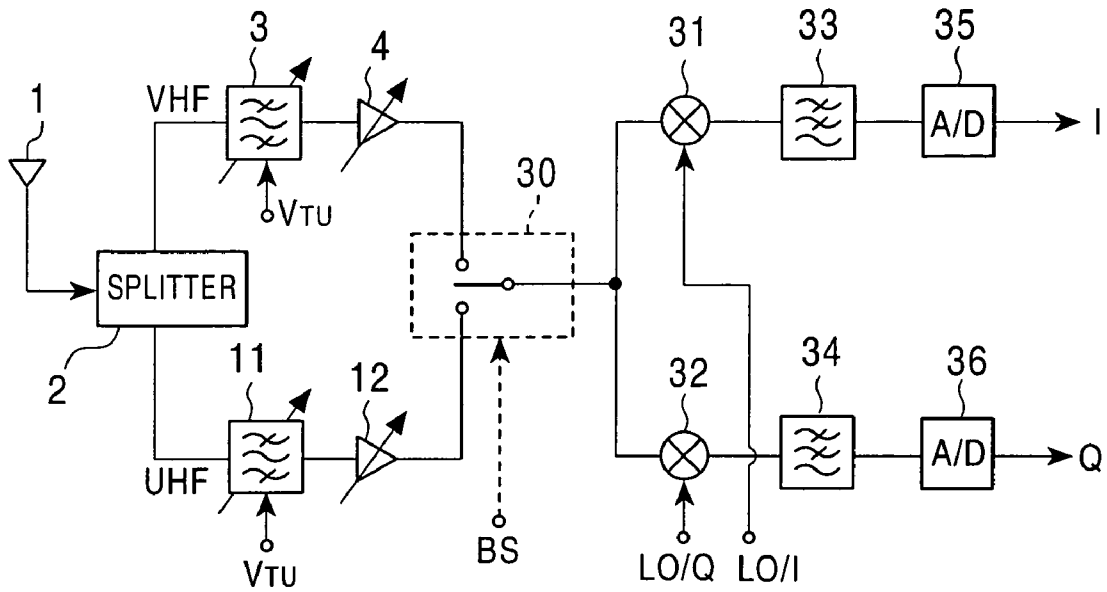 3
4
31
33
35
1
VHF
A/D
I
30
VTU
SPLITTER
2
11
12
32
34
36
UHF
A/D
Q
BS
LO/Q
LO/I
VTU